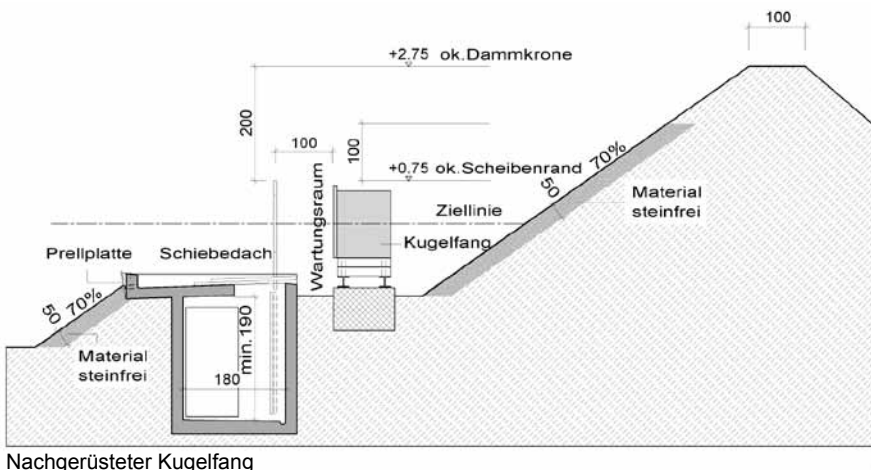 100
+2.75 ok.Dammkrone
200
100
100
+0.75 ok.Scheibenrand
70%
50
Material
steinfrei
Wartungsraum
Ziellinie
Kugelfang
Prellplatte
Schiebedach
70%
50
Material
steinfrei
min.190
180
Nachgerüsteter Kugelfang